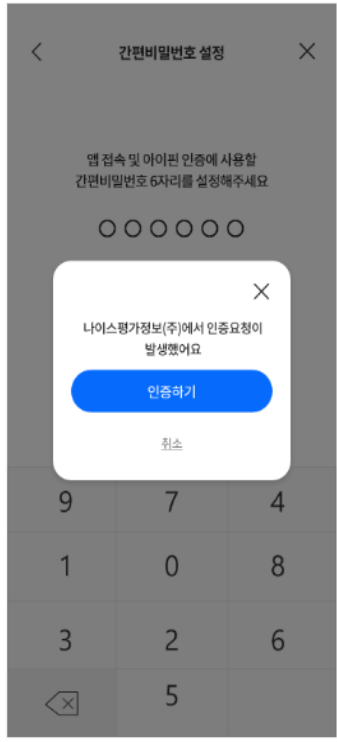 간편비밀번호 설정
앱 접속 및 아이핀 인증에 사용할
간편비밀번호 6자리를 설정해주세요
나이스평가정보(주)에서 인증요청이
발생했어요
인증하기
취소
9 7 4
1 0 8
3 2 6
5